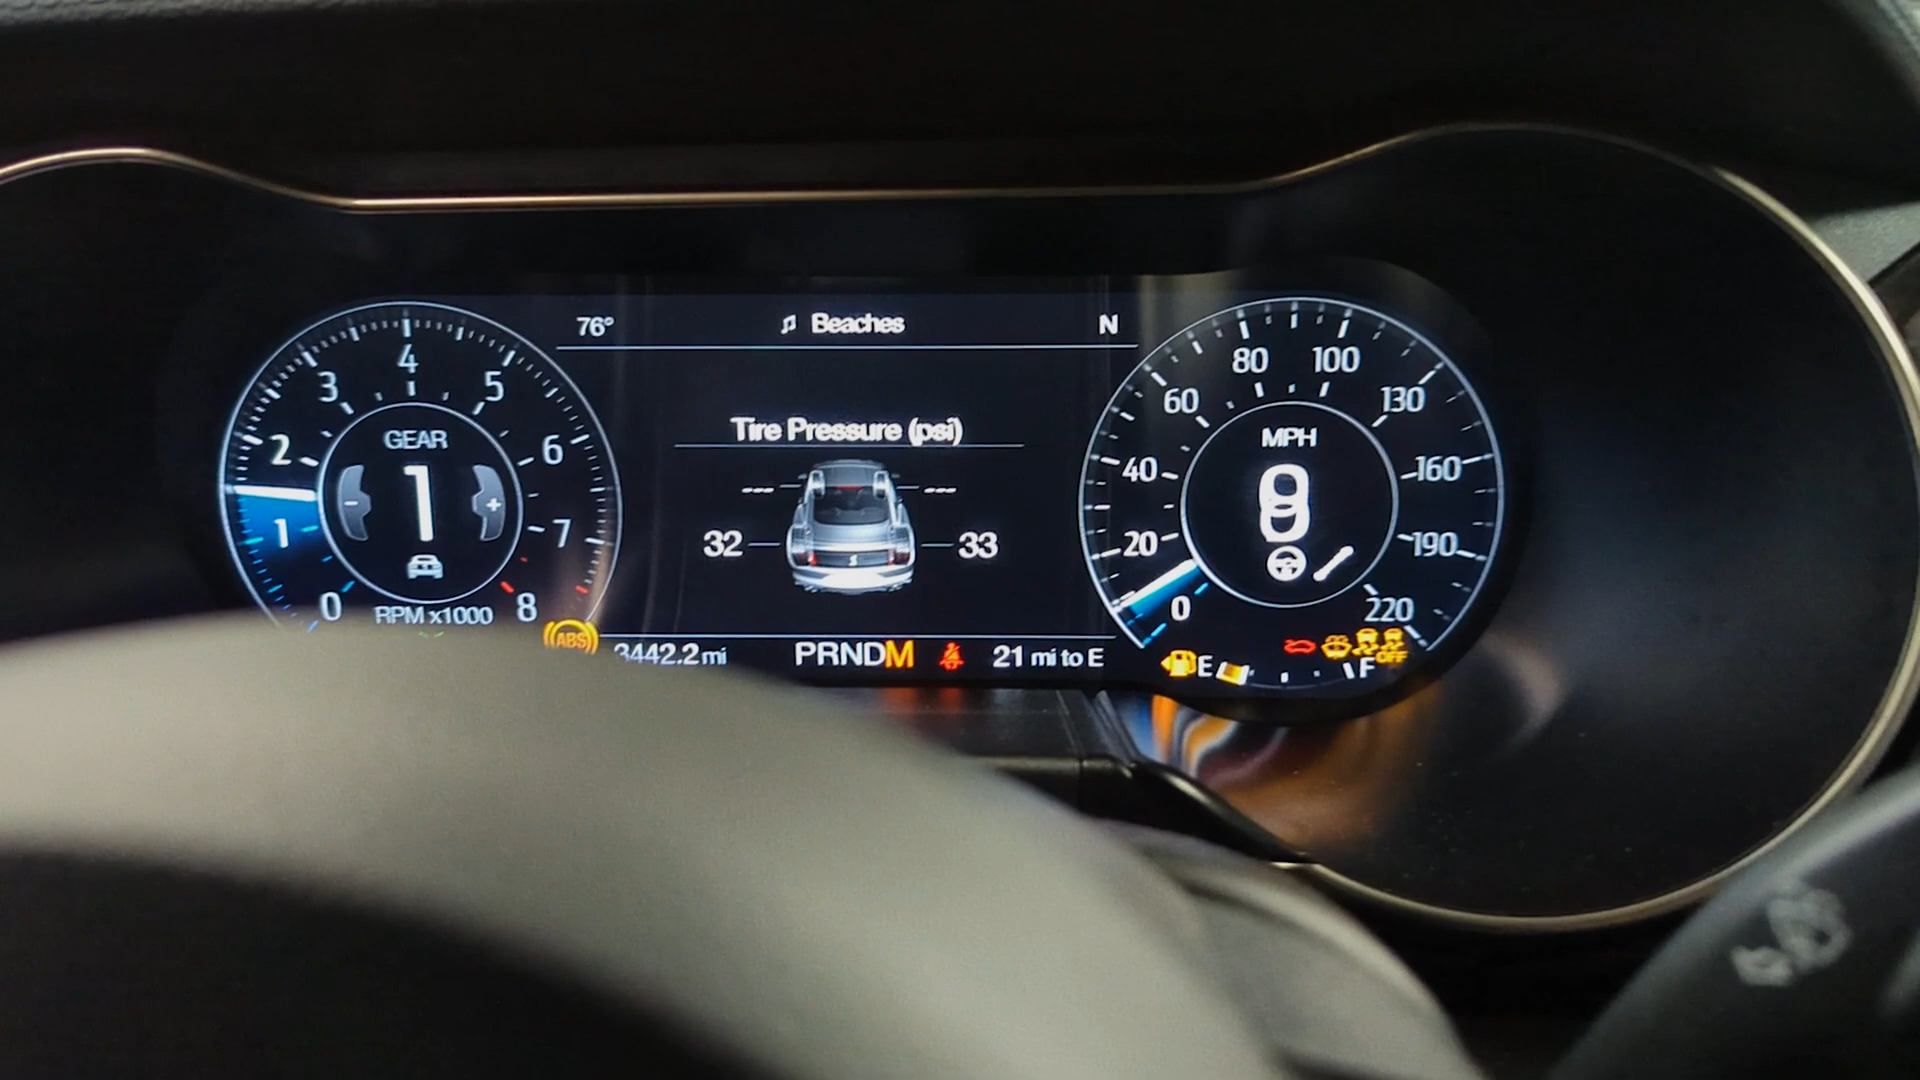 76° Beaches N
Tire Pressure (psi)
--- ---
32 33
GEAR
1
- +
0 1 2 3 4 5 6 7 8
RPM x1000
MPH
0 20 40 60 80 100 130 160 190 220
ABS
3442.2 mi PRNDM 21 mi to E
E F
OFF